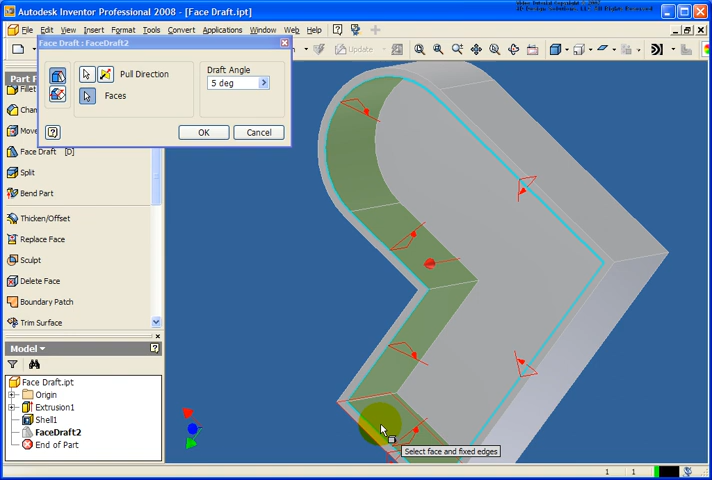 Autodesk Inventor Professional 2008 - [Face Draft.ipt]
File Edit View Insert Format Tools Convert Applications Window Web Help
Update
Part F
Face Draft : FaceDraft2
Pull Direction
Faces
Draft Angle
5 deg
OK
Cancel
Fillet
Chan
Move
Face Draft [D]
Split
Bend Part
Thicken/Offset
Replace Face
Sculpt
Delete Face
Boundary Patch
Trim Surface
Model
Face Draft.ipt
Origin
Extrusion1
Shell1
FaceDraft2
End of Part
Select face and fixed edges
1 1